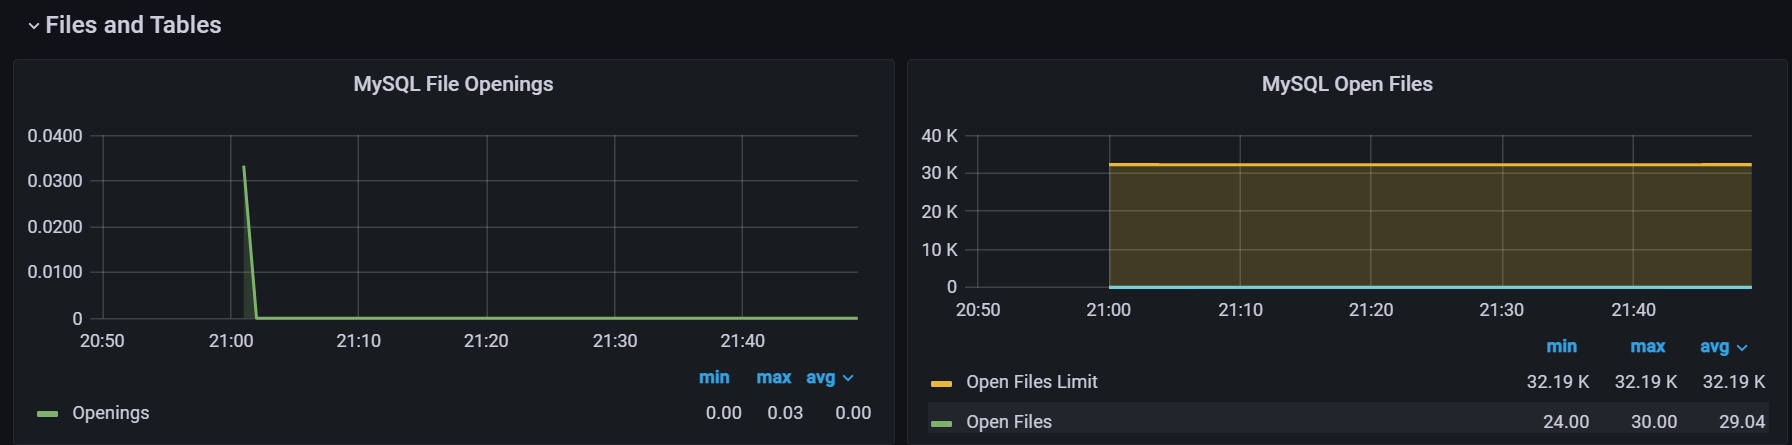 Files and Tables
MySQL File Openings
0.0400
0.0300
0.0200
0.0100
0
20:50 21:00 21:10 21:20 21:30 21:40
min max avg
Openings 0.00 0.03 0.00
MySQL Open Files
40 K
30 K
20 K
10 K
0
20:50 21:00 21:10 21:20 21:30 21:40
min max avg
Open Files Limit 32.19 K 32.19 K 32.19 K
Open Files 24.00 30.00 29.04